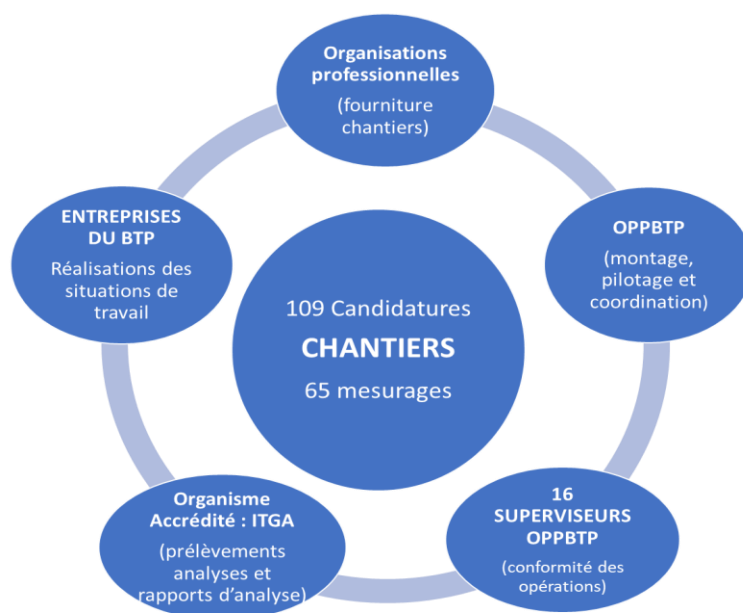 Organisations
professionnelles
(fourniture
chantiers)
ENTREPRISES
DU BTP
Réalisations des
situations de
travail
OPPBTP
(montage,
pilotage et
coordination)
109 Candidatures
CHANTIERS
65 mesurages
Organisme
Accrédité : ITGA
(prélèvements
analyses et
rapports d’analyse)
16
SUPERVISEURS
OPPBTP
(conformité des
opérations)